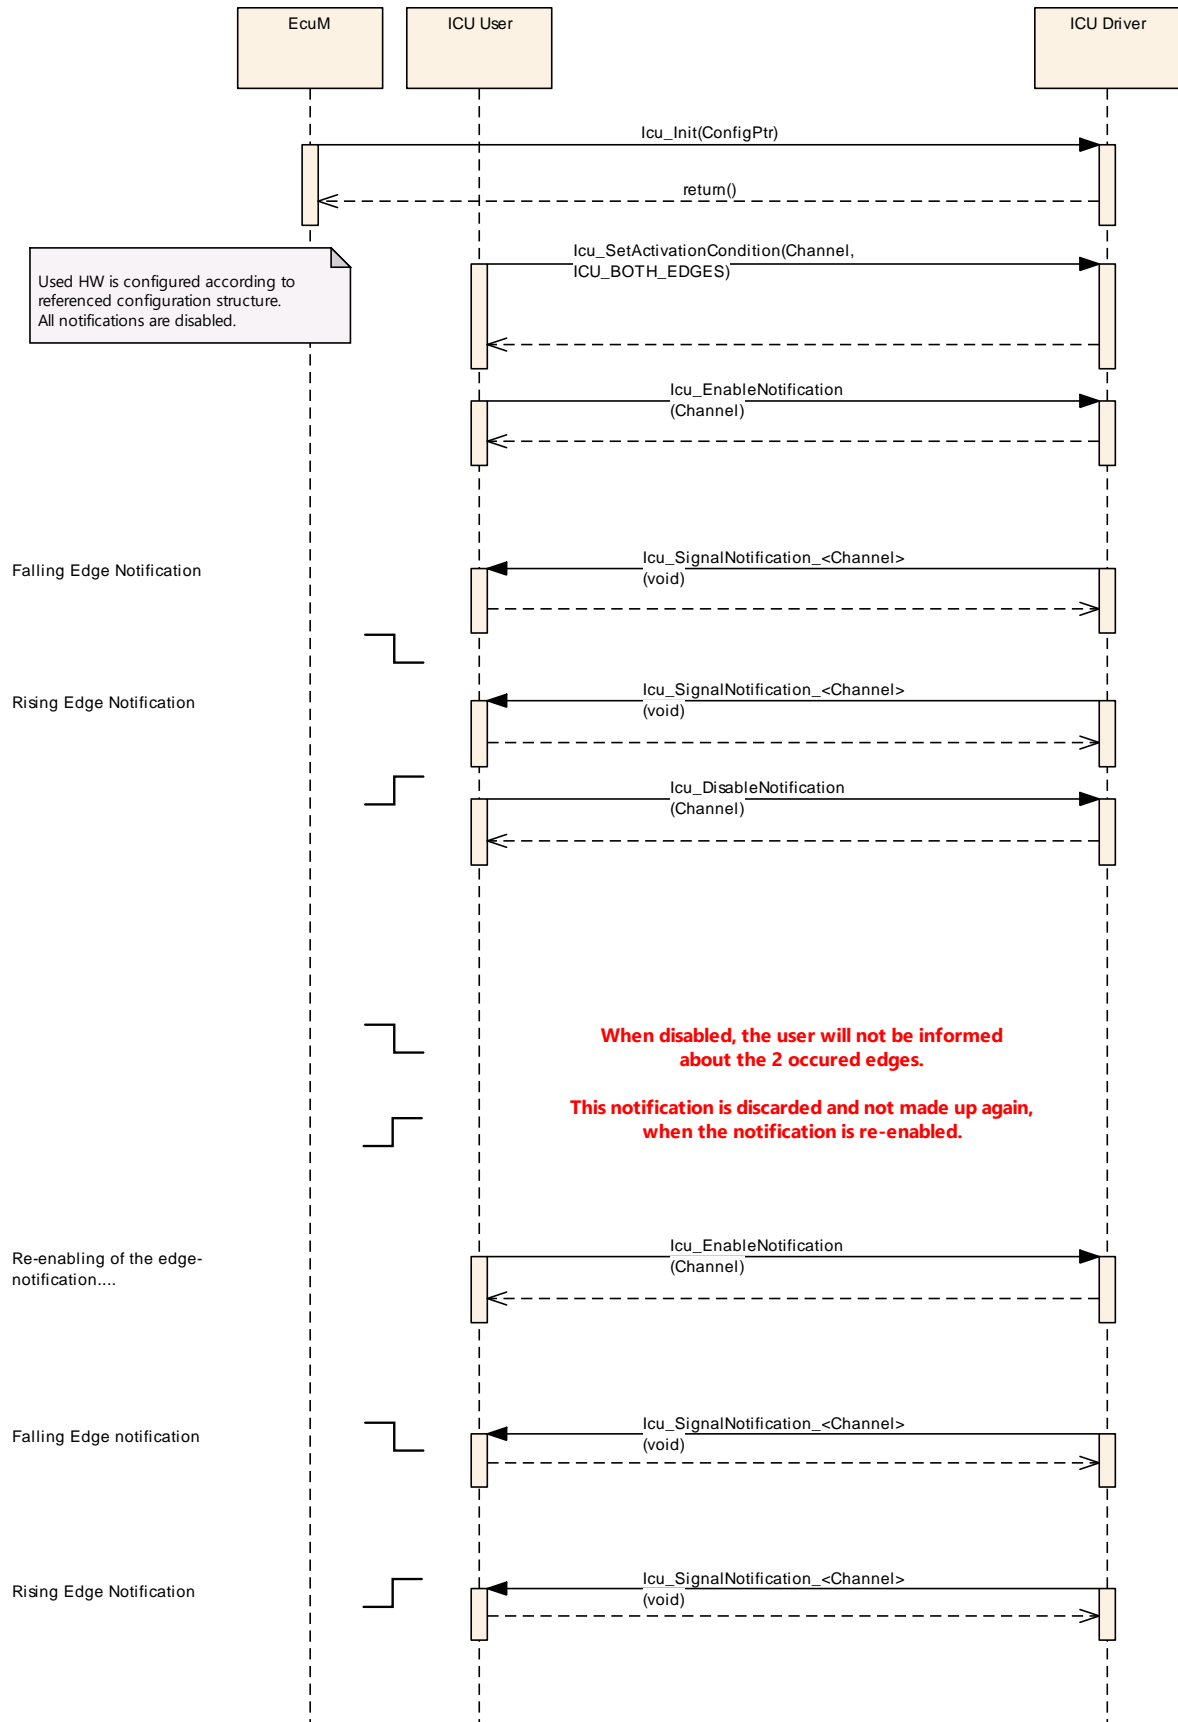 EcuM
ICU User
ICU Driver
Icu_Init(ConfigPtr)
return()
Icu_SetActivationCondition(Channel,
ICU_BOTH_EDGES)
Used HW is configured according to
referenced configuration structure.
All notifications are disabled.
Icu_EnableNotification
(Channel)
Falling Edge Notification
Icu_SignalNotification_<Channel>
(void)
Rising Edge Notification
Icu_SignalNotification_<Channel>
(void)
Icu_DisableNotification
(Channel)
When disabled, the user will not be informed
about the 2 occured edges.
This notification is discarded and not made up again,
when the notification is re-enabled.
Re-enabling of the edge-
notification....
Icu_EnableNotification
(Channel)
Falling Edge notification
Icu_SignalNotification_<Channel>
(void)
Rising Edge Notification
Icu_SignalNotification_<Channel>
(void)